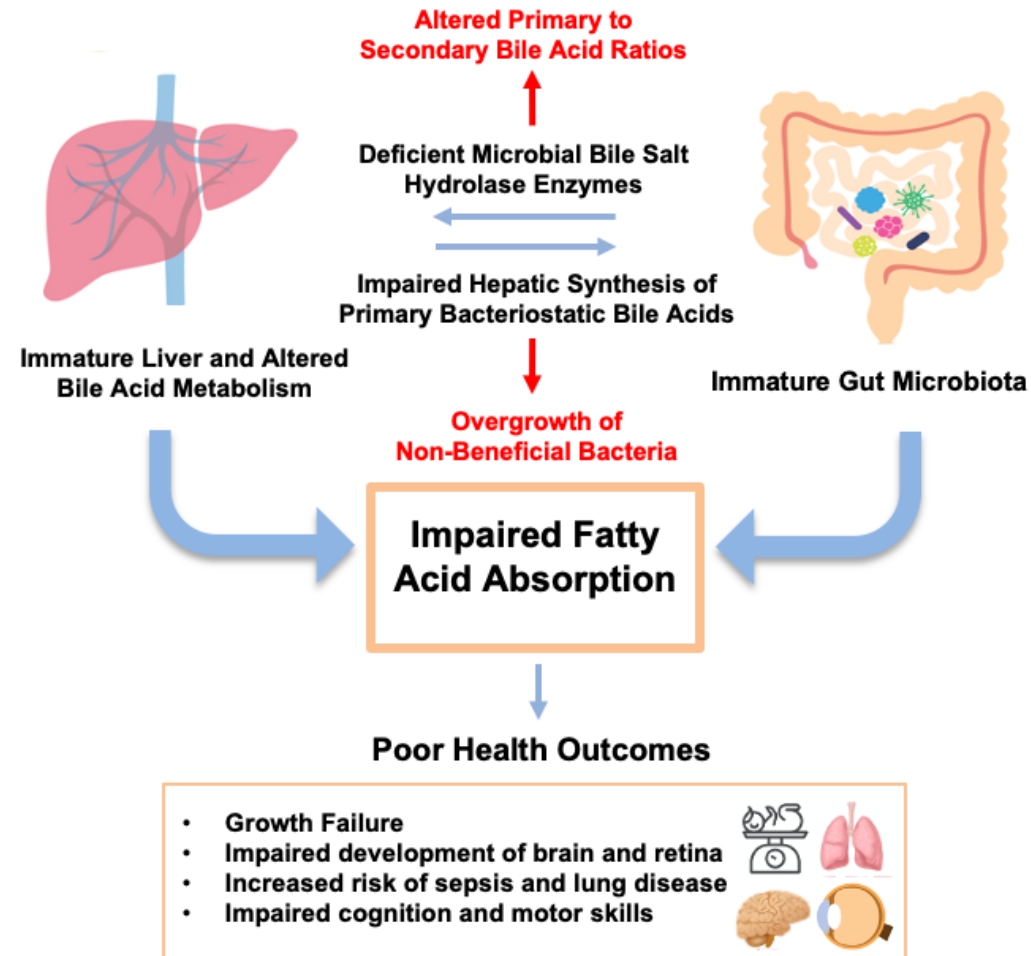 Altered Primary to
Secondary Bile Acid Ratios
Deficient Microbial Bile Salt
Hydrolase Enzymes
Impaired Hepatic Synthesis of
Primary Bacteriostatic Bile Acids
Immature Liver and Altered
Bile Acid Metabolism
Immature Gut Microbiota
Overgrowth of
Non-Beneficial Bacteria
Impaired Fatty
Acid Absorption
Poor Health Outcomes
• Growth Failure
• Impaired development of brain and retina
• Increased risk of sepsis and lung disease
• Impaired cognition and motor skills